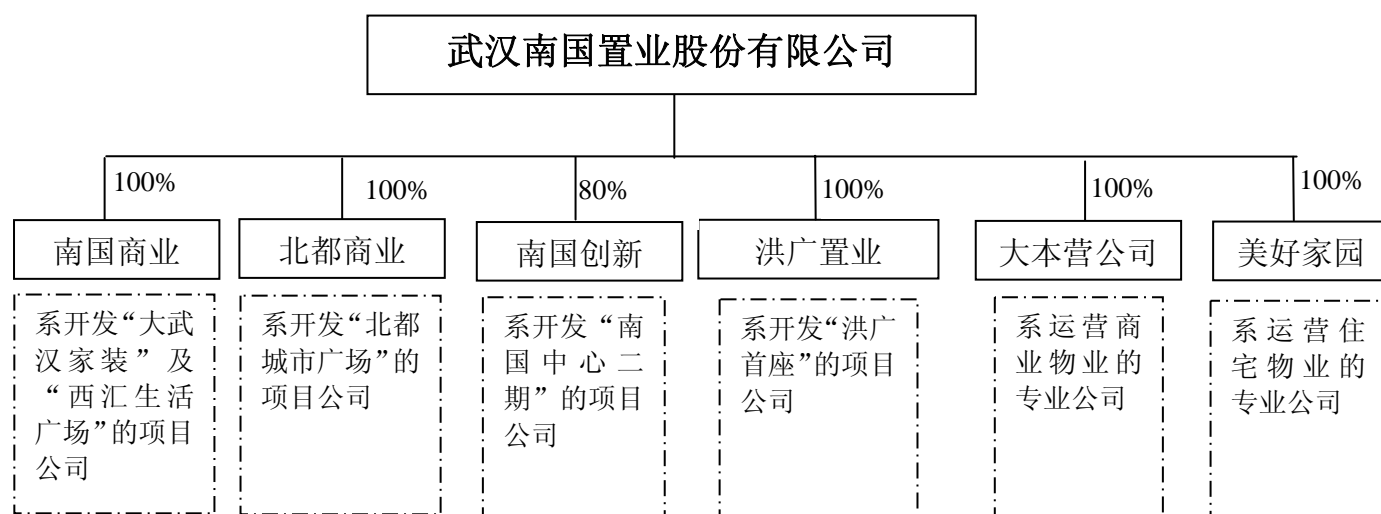 武汉南国置业股份有限公司
100%
100%
80%
100%
100%
100%
南国商业
北都商业
南国创新
洪广置业
大本营公司
美好家园
系开发“大武
汉家装”及
“西汇生活
广场”的项目
公司
系开发“北都
城市广场”的
项目公司
系开发“南
国中心二
期”的项目
公司
系开发“洪广
首座”的项目
公司
系运营商
业物业的
专业公司
系运营住
宅物业的
专业公司